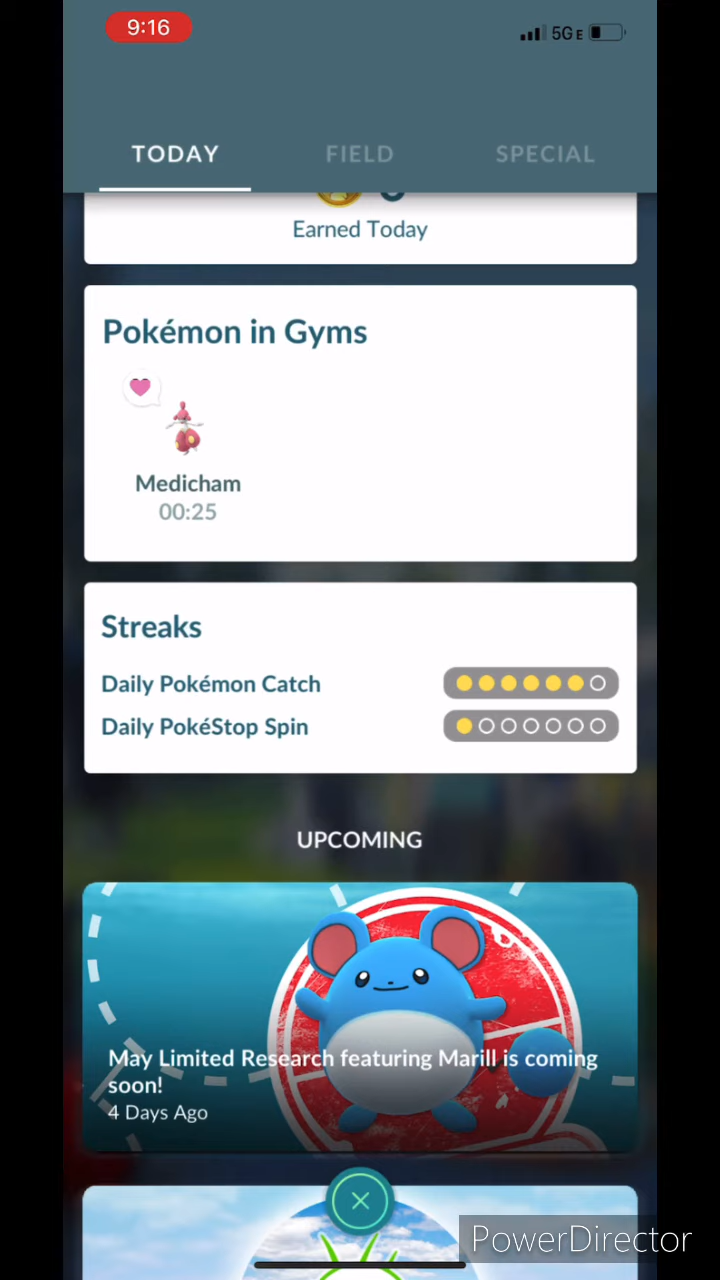 9:16
5GE
TODAY
FIELD
SPECIAL
Earned Today
Pokémon in Gyms
Medicham
00:25
Streaks
Daily Pokémon Catch
Daily PokéStop Spin
UPCOMING
May Limited Research featuring Marill is coming
soon!
4 Days Ago
PowerDirector